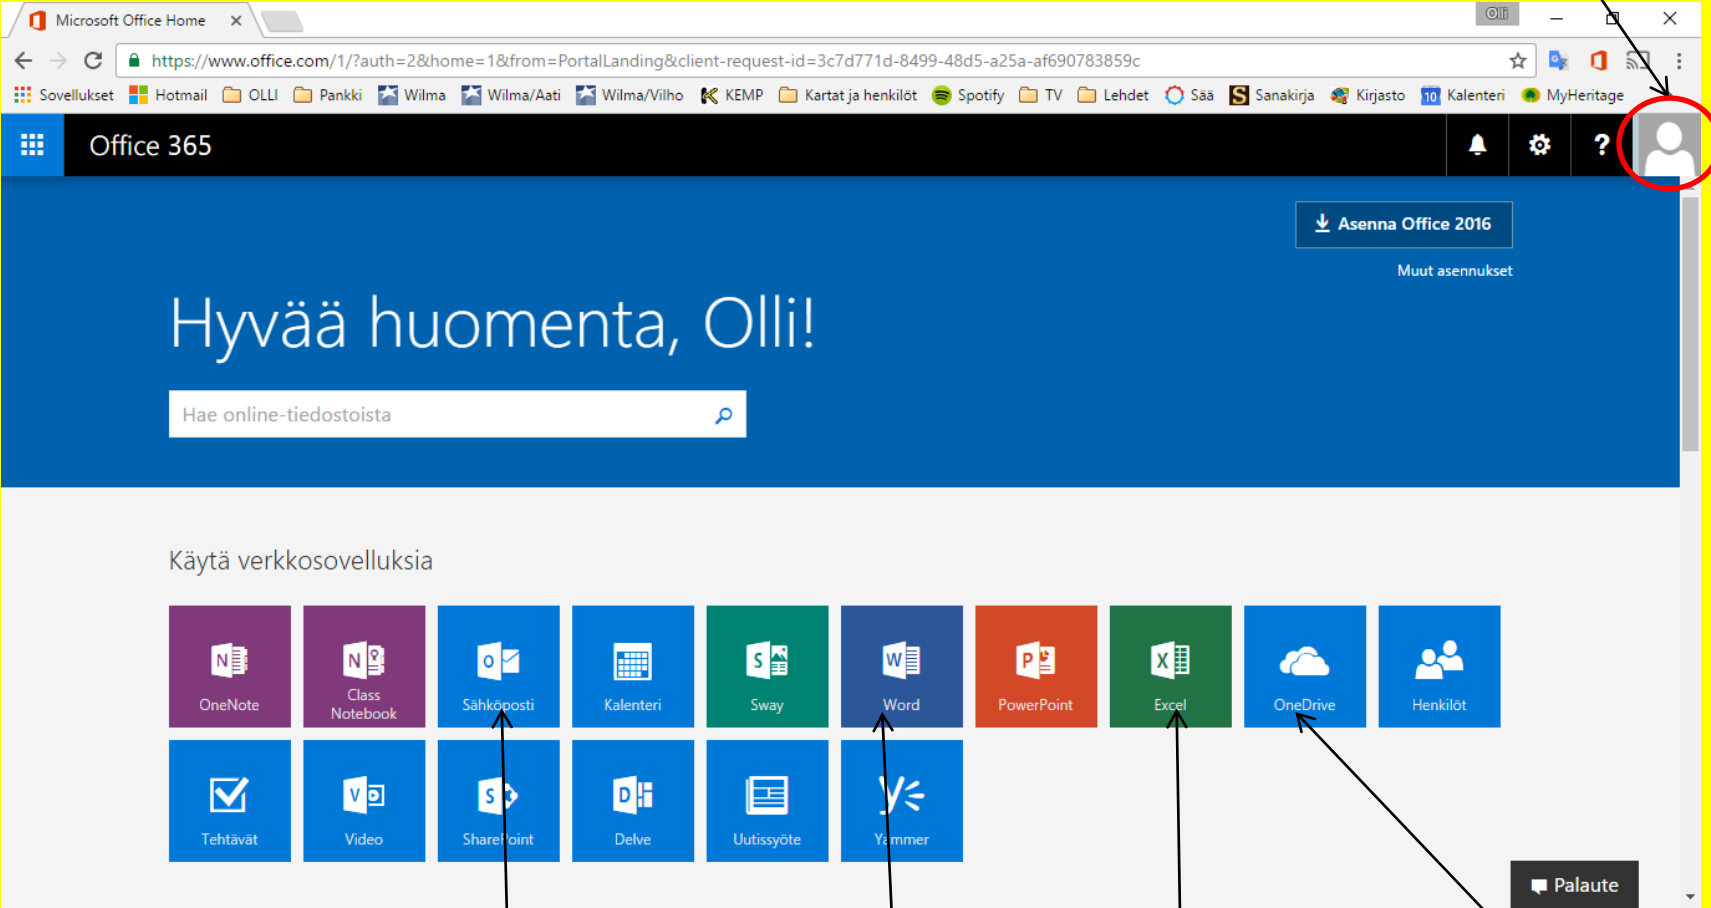 Microsoft Office Home
Olli
https://www.office.com/1/?auth=2&home=1&from=PortalLanding&client-request-id=3c7d771d-8499-48d5-a25a-af690783859c
Sovellukset Hotmail OLLI Pankki Wilma Wilma/Aati Wilma/Vilho KEMP Kartat ja henkilöt Spotify TV Lehdet Sää Sanakirja Kirjasto 10 Kalenteri MyHeritage
Office 365 ?
Asenna Office 2016
Muut asennukset
Hyvää huomenta, Olli!
Hae online-tiedostoista
Käytä verkkosovelluksia
OneNote Class Notebook Sähköposti Kalenteri Sway Word PowerPoint Excel OneDrive Henkilöt
Tehtävät Video SharePoint Delve Uutissyöte Yammer
Palaute